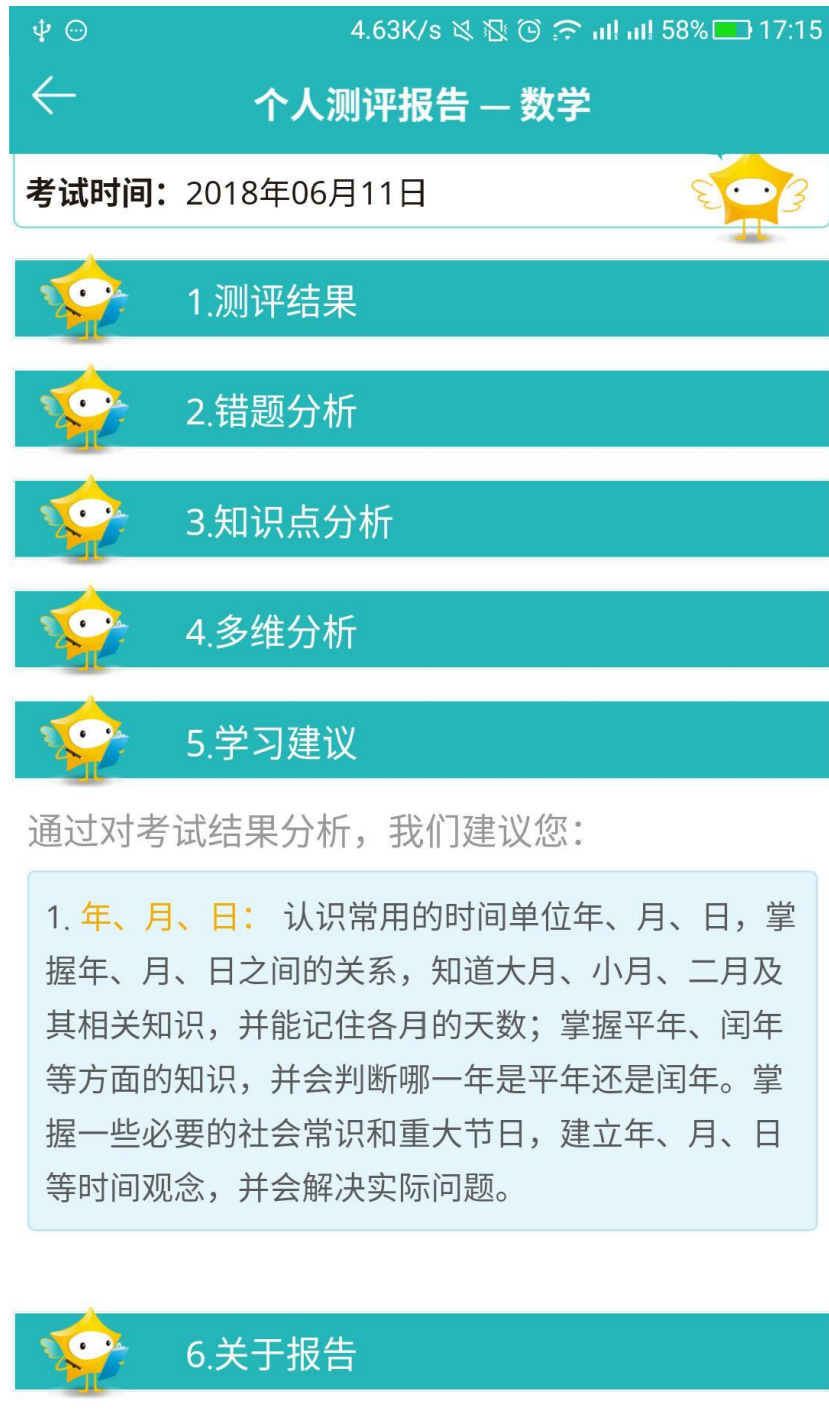 4.63K/s 58% 17:15
个人测评报告 — 数学
考试时间：2018年06月11日
1.测评结果
2.错题分析
3.知识点分析
4.多维分析
5.学习建议
通过对考试结果分析，我们建议您：
1. 年、月、日： 认识常用的时间单位年、月、日，掌
握年、月、日之间的关系，知道大月、小月、二月及
其相关知识，并能记住各月的天数；掌握平年、闰年
等方面的知识，并会判断哪一年是平年还是闰年。掌
握一些必要的社会常识和重大节日，建立年、月、日
等时间观念，并会解决实际问题。
6.关于报告